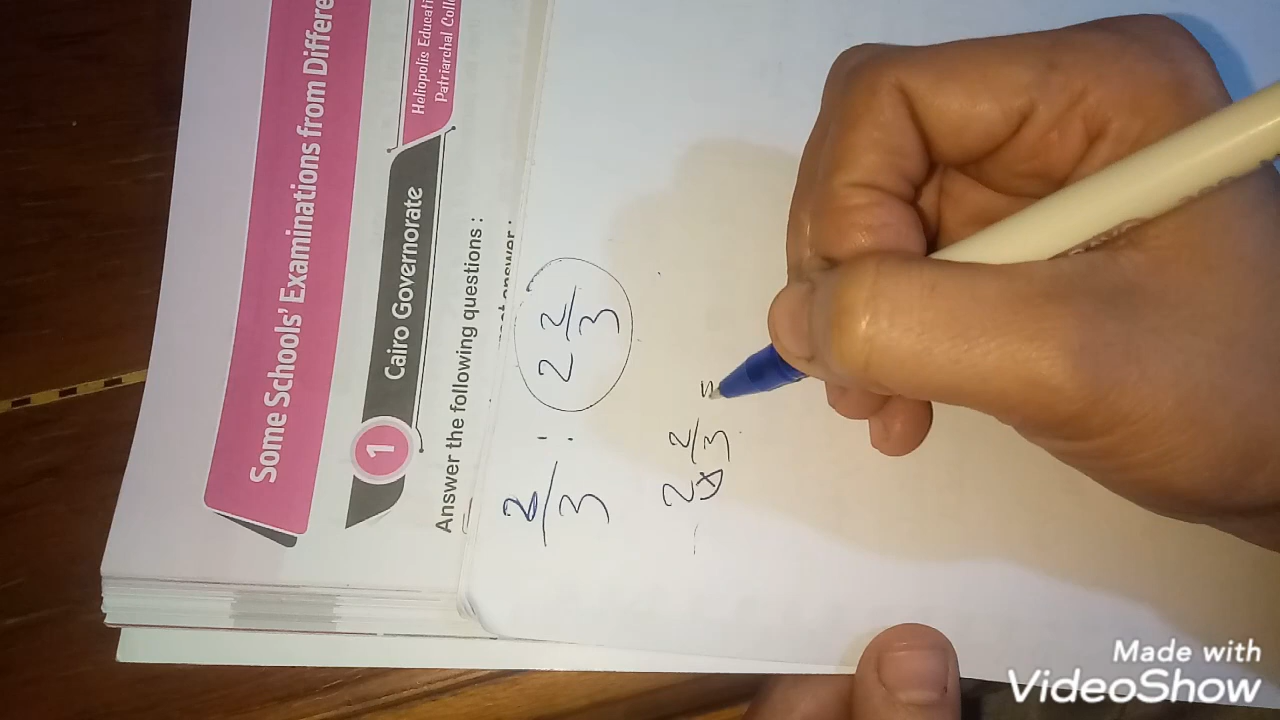 Some Schools' Examinations from Differe
1 Cairo Governorate
Heliopolis Educati
Patriarchal Coll
Answer the following questions :
answer :
2/3 : 2 2/3
2 2/3 =
Made with
VideoShow